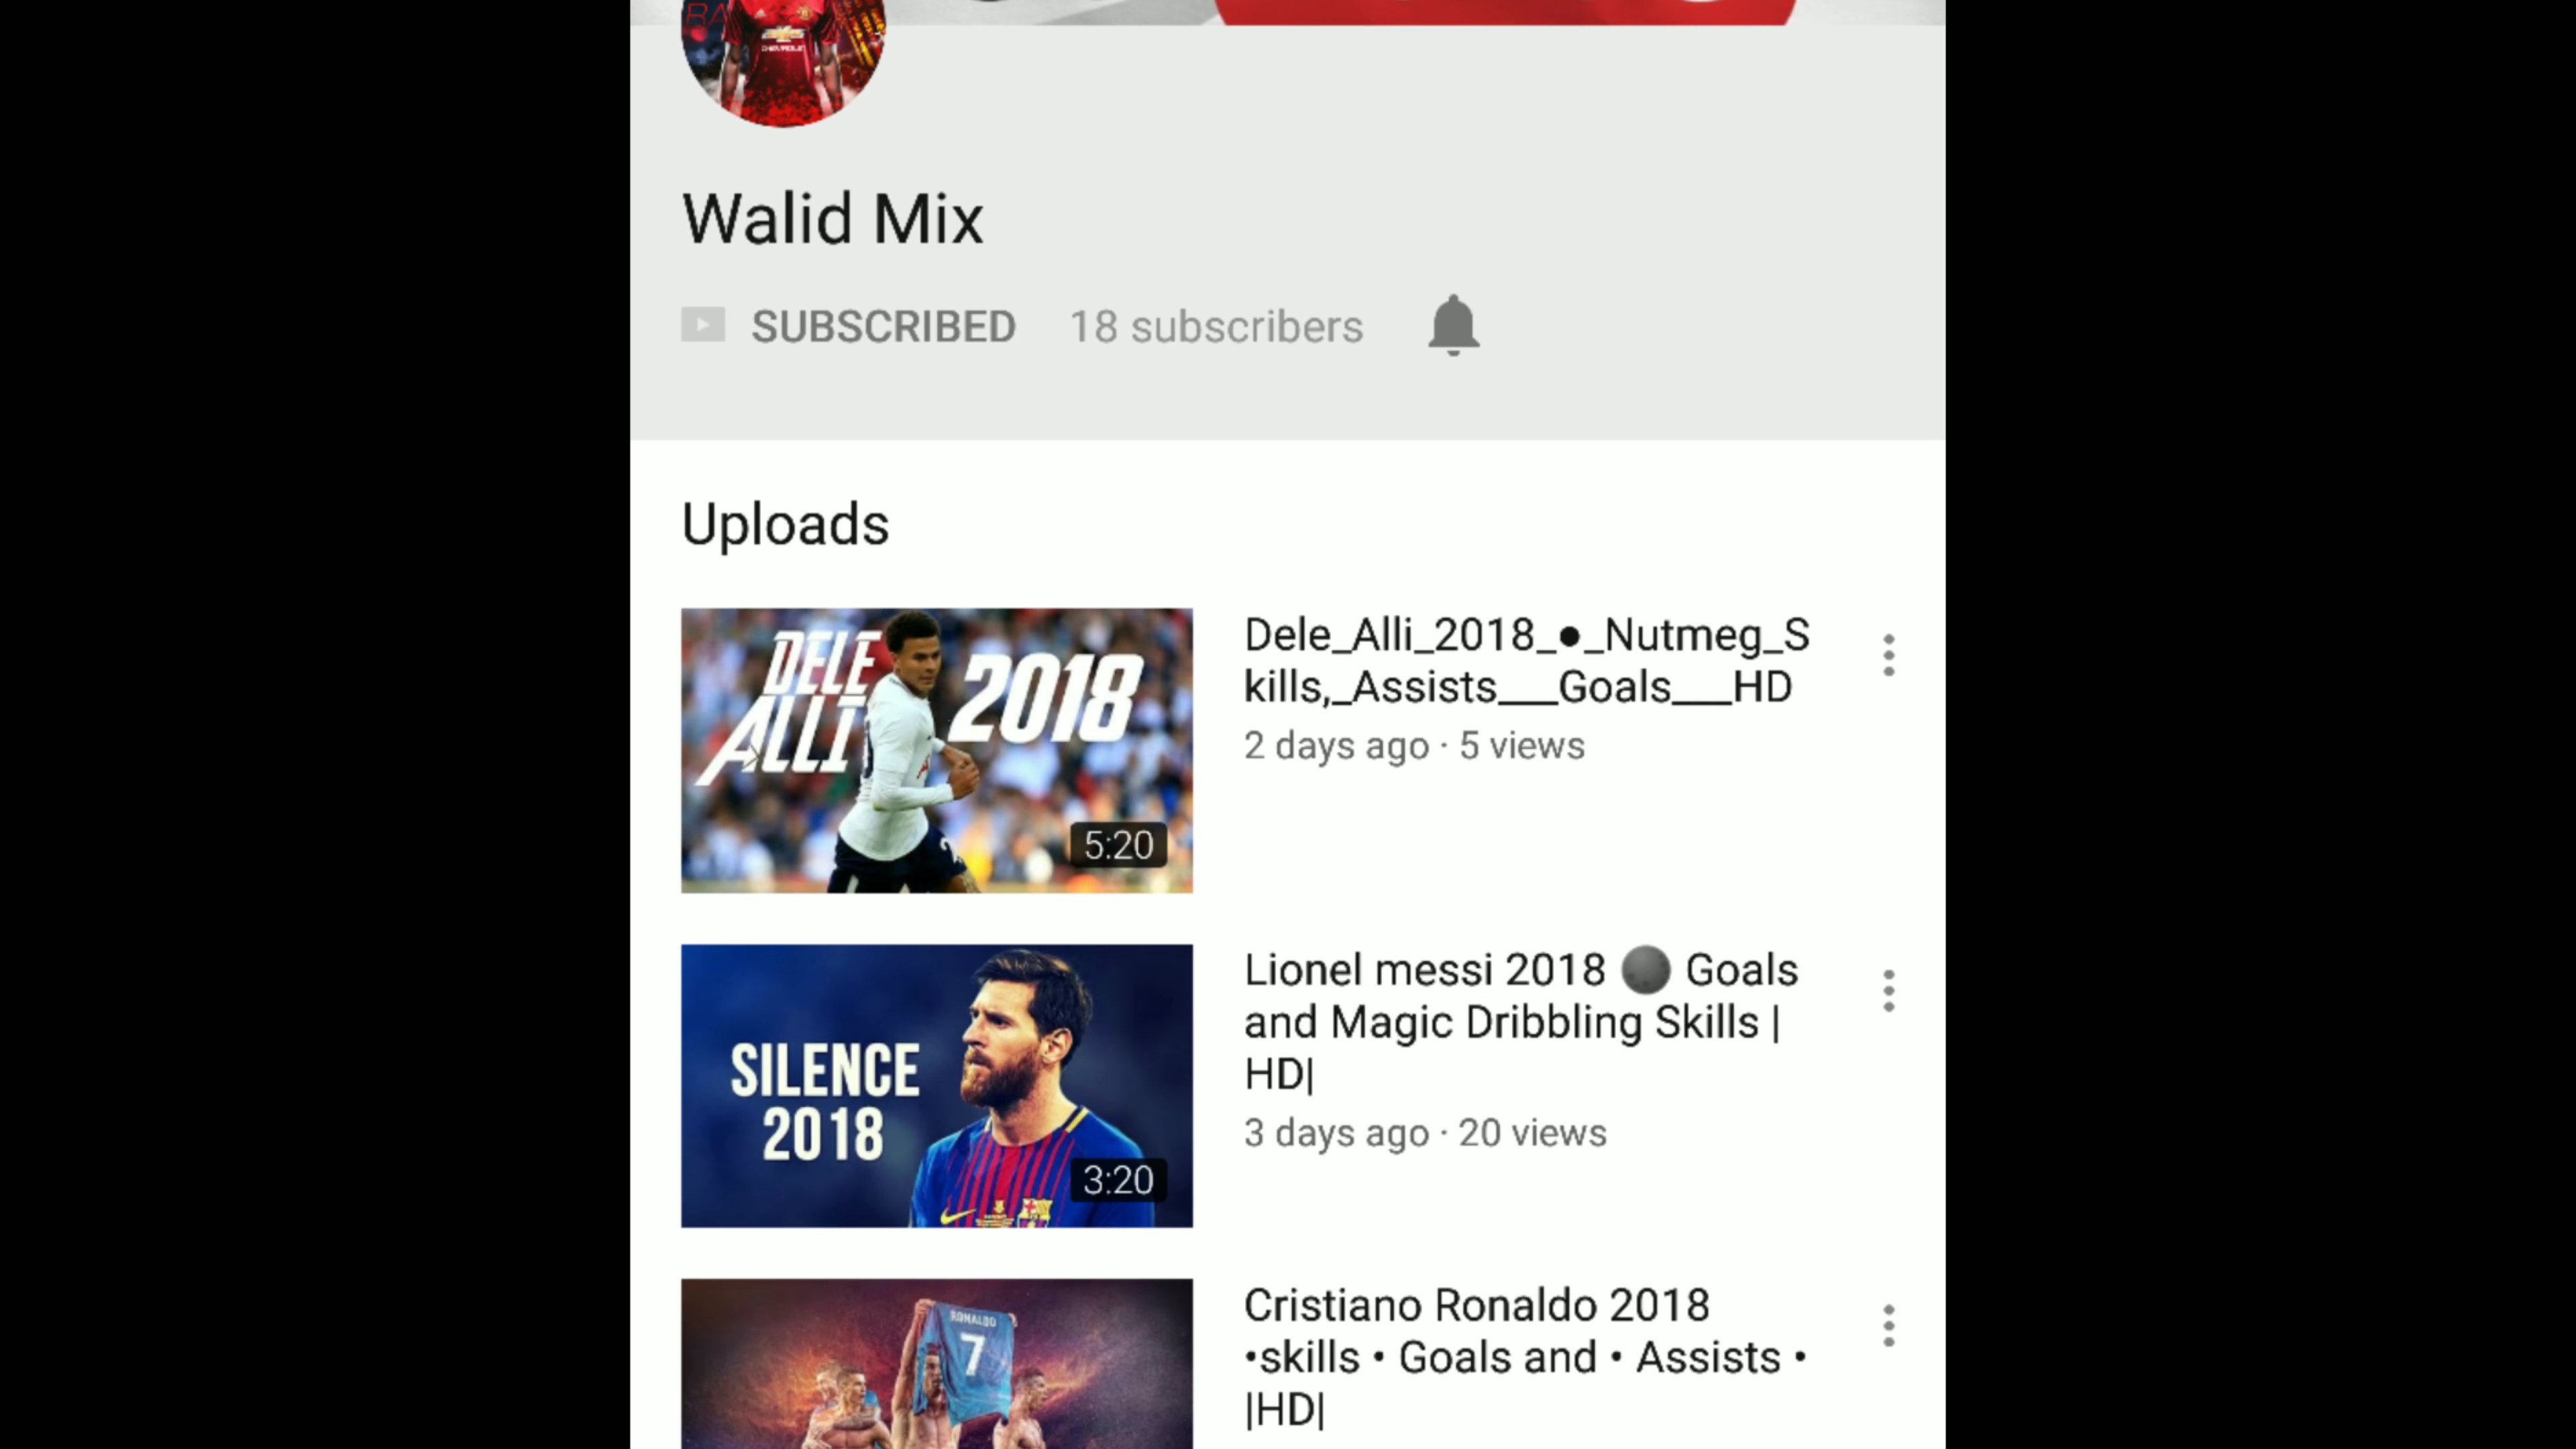 RA
CHEVROLET
Walid Mix
SUBSCRIBED 18 subscribers
Uploads
DELE
ALLI
2018
5:20
Dele_Alli_2018_●_Nutmeg_S
kills,_Assists___Goals___HD
2 days ago · 5 views
SILENCE
2018
3:20
Lionel messi 2018 🌑 Goals
and Magic Dribbling Skills |
HD|
3 days ago · 20 views
RONALDO
7
Cristiano Ronaldo 2018
•skills • Goals and • Assists •
|HD|